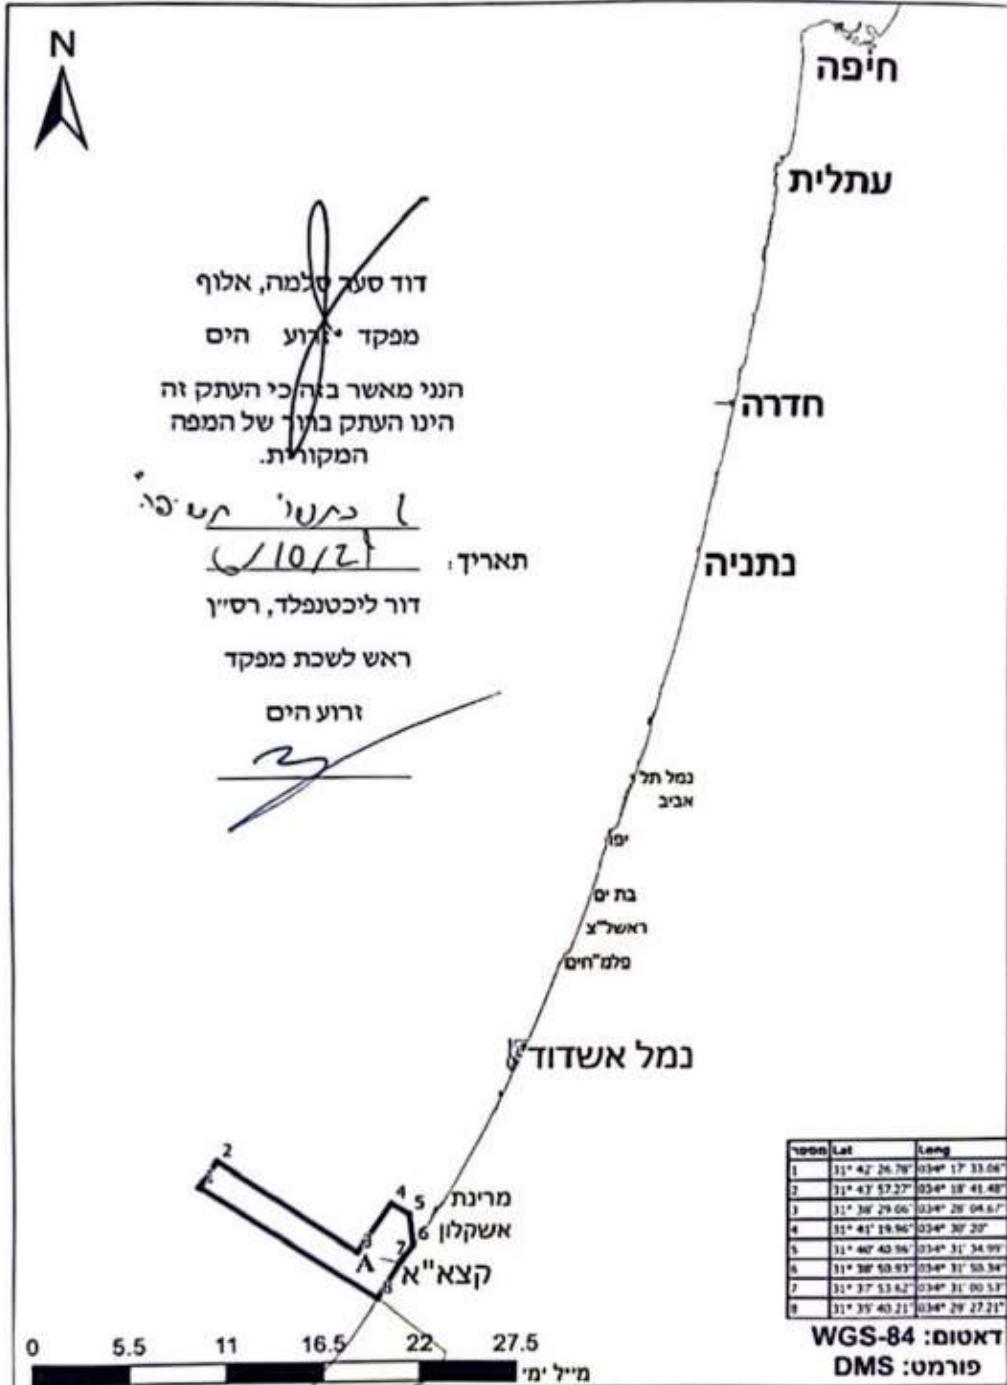 N
חיפה
עתלית
דוד סער סלמה, אלוף
מפקד זרוע הים
הנני מאשר בזה כי העתק זה
הינו העתק ברור של המפה
המקורית.
תאריך:
דור ליכטנפלד, רס"ן
ראש לשכת מפקד
זרוע הים
חדרה
נתניה
נמל תל
אביב
יפו
בת ים
ראשל"צ
פלמ"חים
נמל אשדוד
2
4
5
6
7
8
A
מרינת
אשקלון
קצא"א
מספר Lat Long
1 31° 42' 26.78" 034° 17' 33.06"
2 31° 43' 57.27" 034° 18' 41.48"
3 31° 38' 29.06" 034° 28' 04.67"
4 31° 41' 19.96" 034° 30' 20"
5 31° 40' 40.96" 034° 31' 34.99"
6 31° 38' 50.93" 034° 31' 50.34"
7 31° 37' 53.62" 034° 31' 00.53"
8 31° 35' 40.21" 034° 29' 27.21"
דאטום: WGS-84
פורמט: DMS
0 5.5 11 16.5 22 27.5
מייל ימי